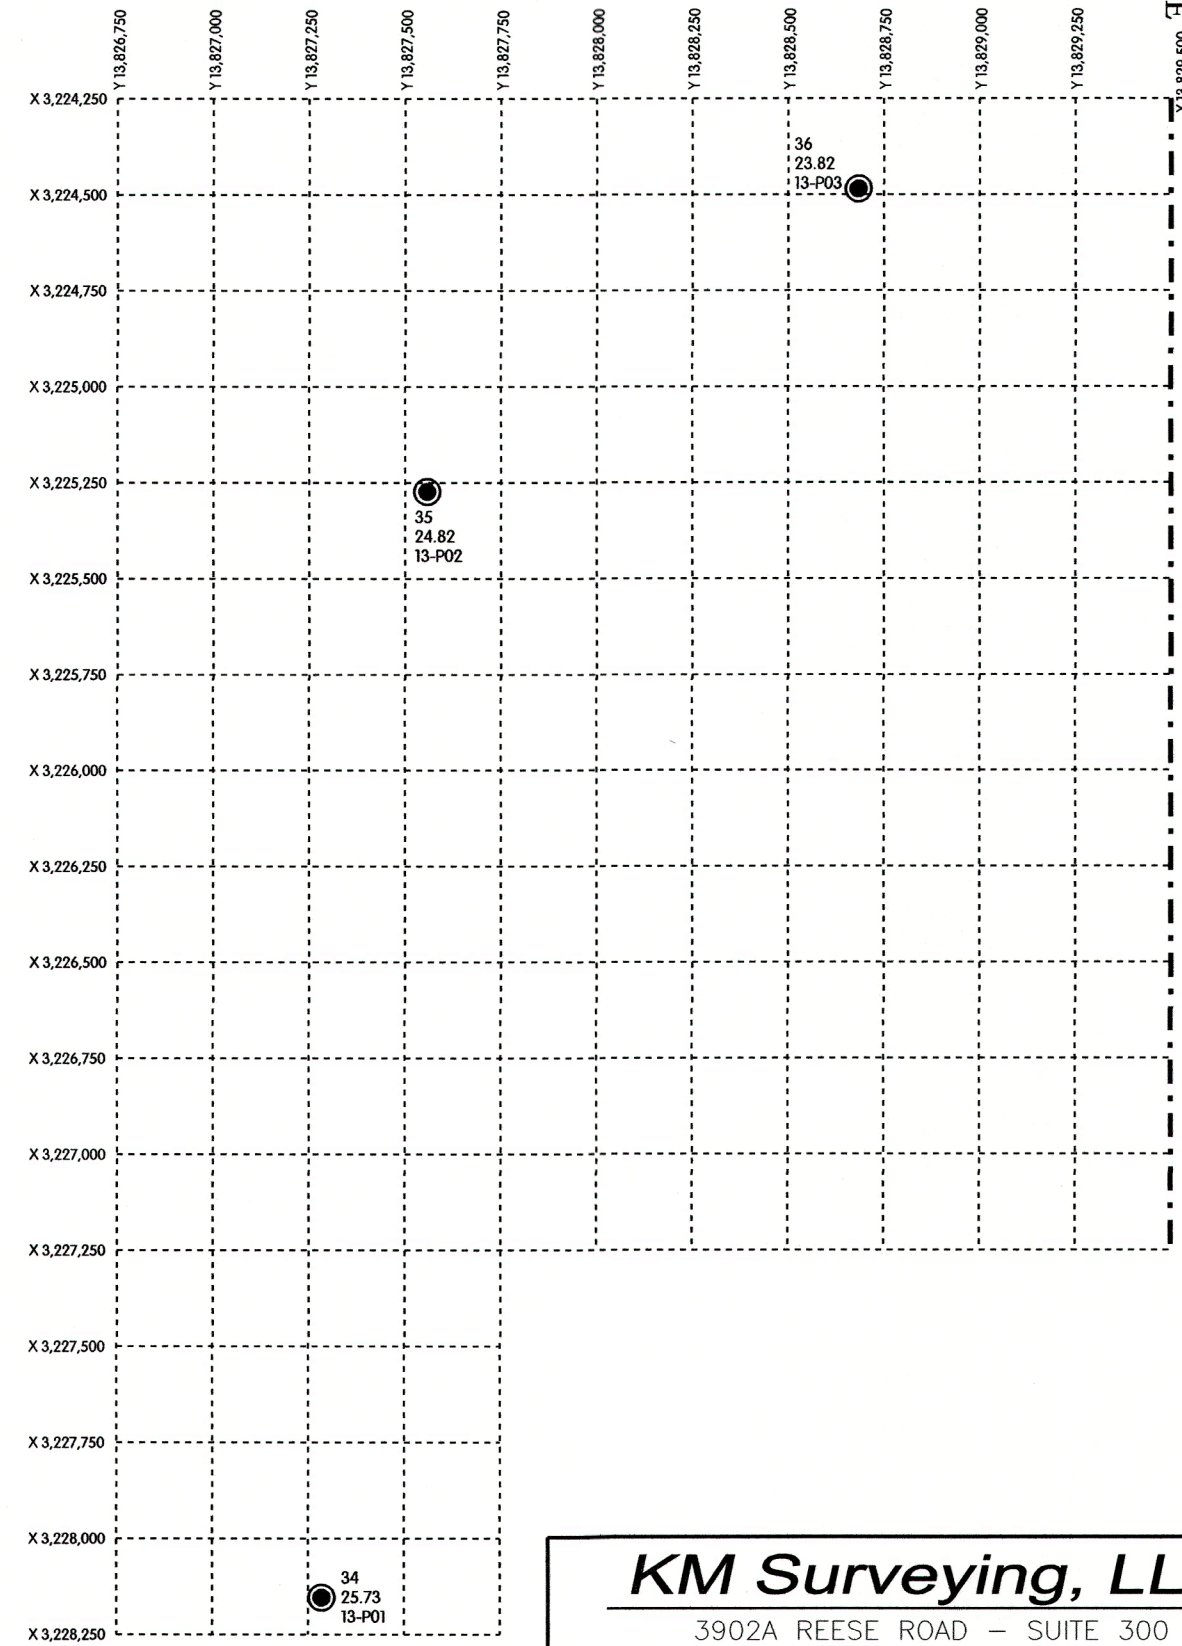 Y 13,826,750
Y 13,827,000
Y 13,827,250
Y 13,827,500
Y 13,827,750
Y 13,828,000
Y 13,828,250
Y 13,828,500
Y 13,828,750
Y 13,829,000
Y 13,829,250
E
X 3,224,250
36
23.82
13-P03
X 3,224,500
X 3,224,750
X 3,225,000
X 3,225,250
35
24.82
13-P02
X 3,225,500
X 3,225,750
X 3,226,000
X 3,226,250
X 3,226,500
X 3,226,750
X 3,227,000
X 3,227,250
X 3,227,500
X 3,227,750
X 3,228,000
34
25.73
13-P01
X 3,228,250
KM Surveying, LL
3902A REESE ROAD – SUITE 300